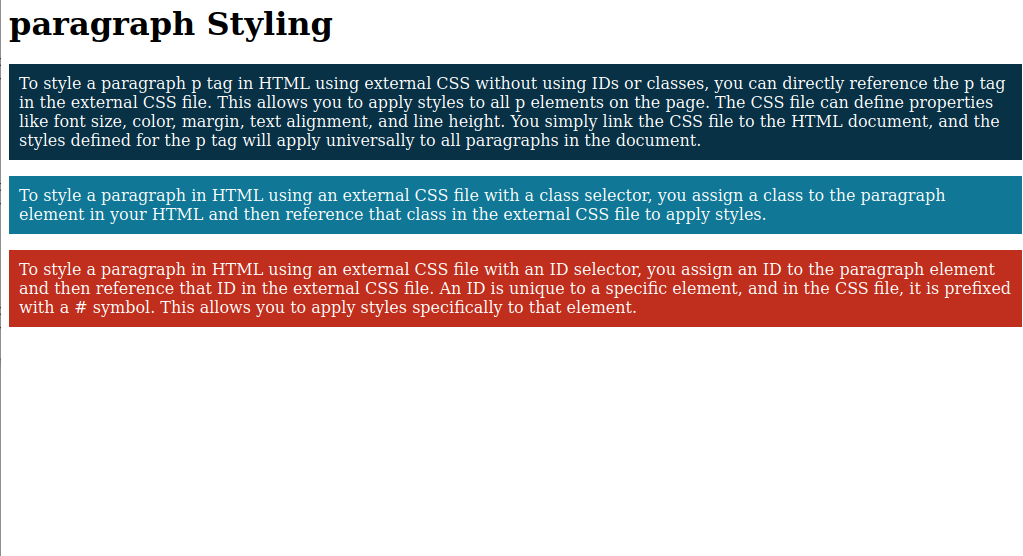 paragraph Styling
To style a paragraph p tag in HTML using external CSS without using IDs or classes, you can directly reference the p tag
in the external CSS file. This allows you to apply styles to all p elements on the page. The CSS file can define properties
like font size, color, margin, text alignment, and line height. You simply link the CSS file to the HTML document, and the
styles defined for the p tag will apply universally to all paragraphs in the document.
To style a paragraph in HTML using an external CSS file with a class selector, you assign a class to the paragraph
element in your HTML and then reference that class in the external CSS file to apply styles.
To style a paragraph in HTML using an external CSS file with an ID selector, you assign an ID to the paragraph element
and then reference that ID in the external CSS file. An ID is unique to a specific element, and in the CSS file, it is prefixed
with a # symbol. This allows you to apply styles specifically to that element.